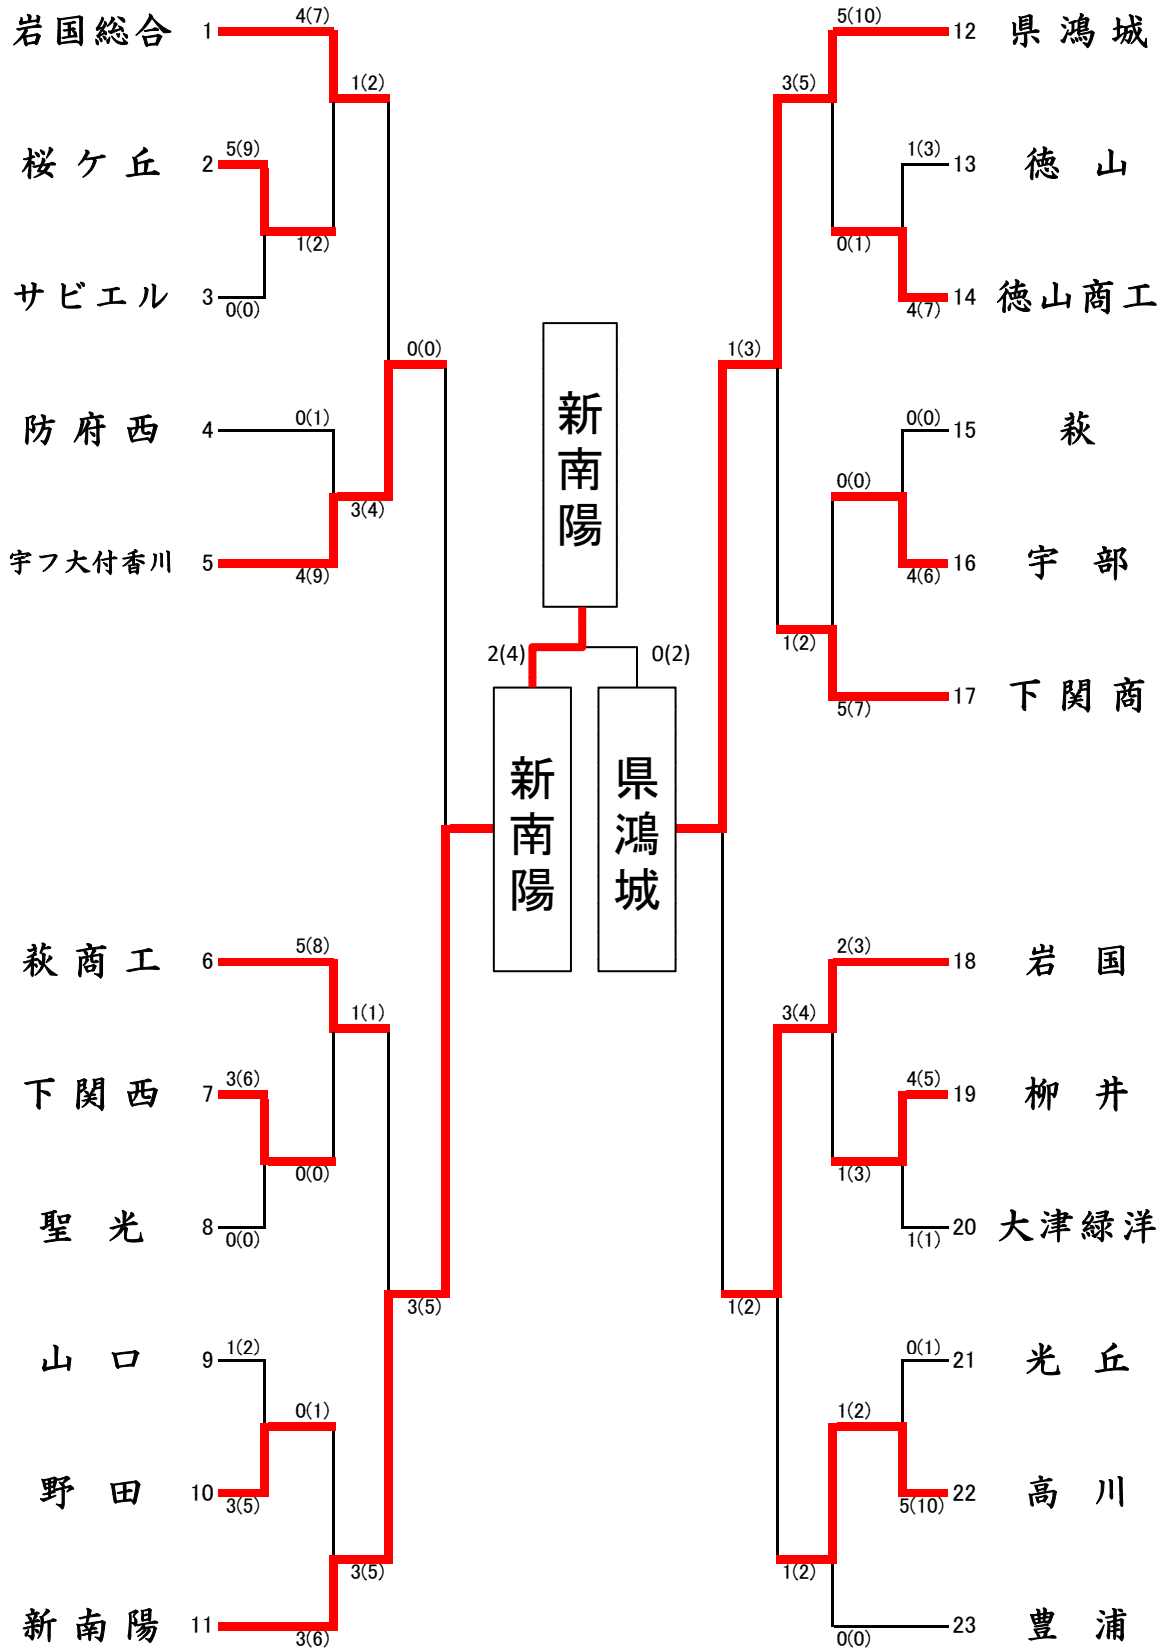 岩国総合 1 4(7)
1(2)
桜ケ丘 2 5(9)
1(2)
サビエル 3 0(0)
0(0)
防府西 4 0(1)
3(4)
宇フ大付香川 5 4(9)
萩商工 6 5(8)
1(1)
下関西 7 3(6)
0(0)
聖光 8 0(0)
3(5)
山口 9 1(2)
0(1)
野田 10 3(5)
3(5)
新南陽 11 3(6)
新南陽
2(4) 0(2)
新南陽
県鴻城
5(10) 12 県鴻城
3(5)
1(3) 13 徳山
0(1)
4(7) 14 徳山商工
1(3)
0(0) 15 萩
0(0)
4(6) 16 宇部
1(2)
5(7) 17 下関商
2(3) 18 岩国
3(4)
4(5) 19 柳井
1(3)
1(1) 20 大津緑洋
1(2)
0(1) 21 光丘
1(2)
5(10) 22 高川
1(2)
0(0) 23 豊浦